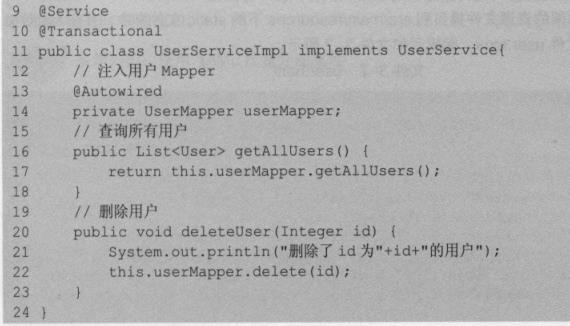 9 @Service
10 @Transactional
11 public class UserServiceImpl implements UserService{
12 // 注入用户 Mapper
13 @Autowired
14 private UserMapper userMapper;
15 // 查询所有用户
16 public List<User> getAllUsers() {
17 return this.userMapper.getAllUsers();
18 }
19 // 删除用户
20 public void deleteUser(Integer id) {
21 System.out.println("删除了 id 为"+id+"的用户");
22 this.userMapper.delete(id);
23 }
24 }